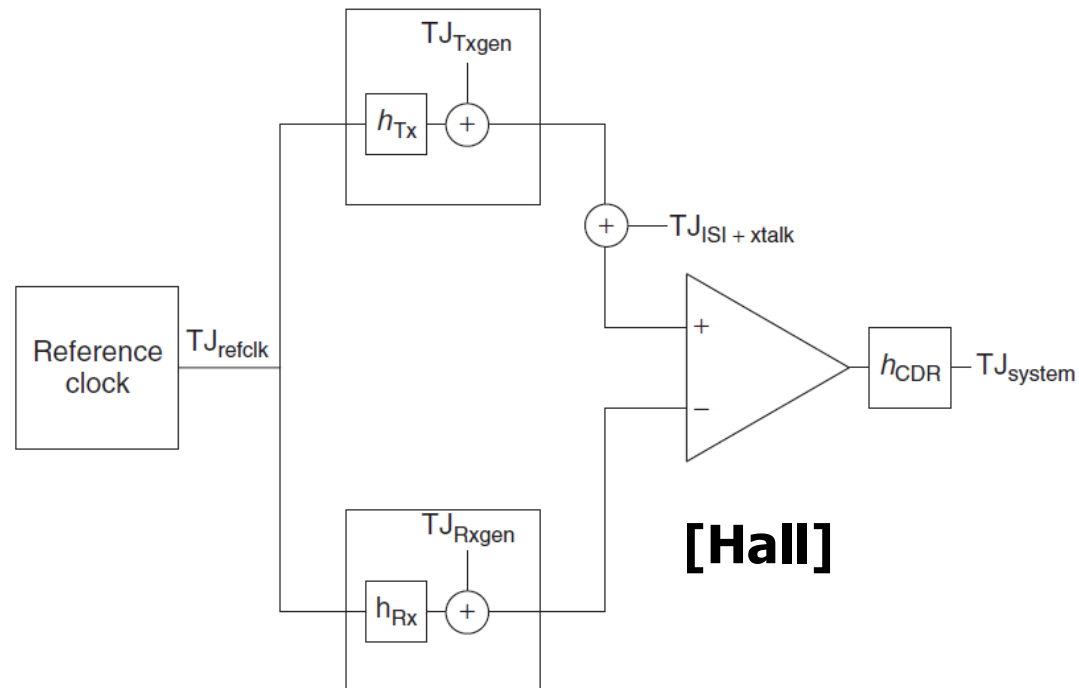 TJTxgen
hTx
+
+
TJISI + xtalk
Reference
clock
TJrefclk
+
−
hCDR
TJsystem
TJRxgen
hRx
+
[Hall]